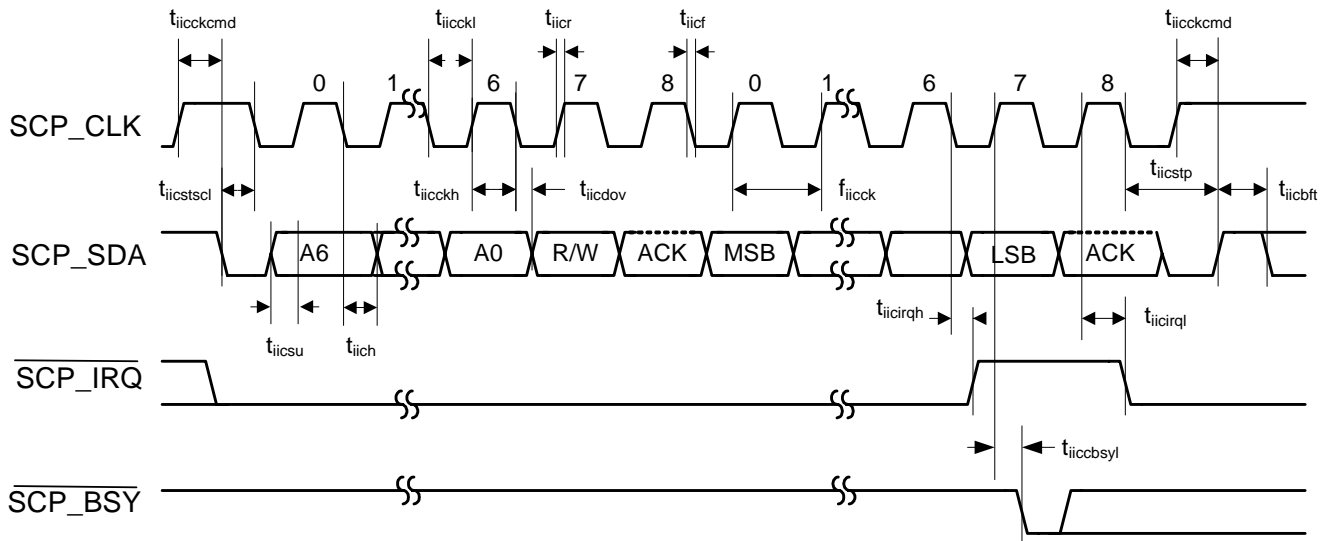 t_iicckcmd t_iicckl t_iicr t_iicf t_iicckcmd
0 1 6 7 8 0 1 6 7 8
SCP_CLK
t_iicstscl t_iicckh t_iicdov f_iicck t_iicstp t_iicbft
SCP_SDA A6 A0 R/W ACK MSB LSB ACK
t_iicsu t_iich t_iicirqh t_iicirql
SCP_IRQ
t_iiccbsyl
SCP_BSY